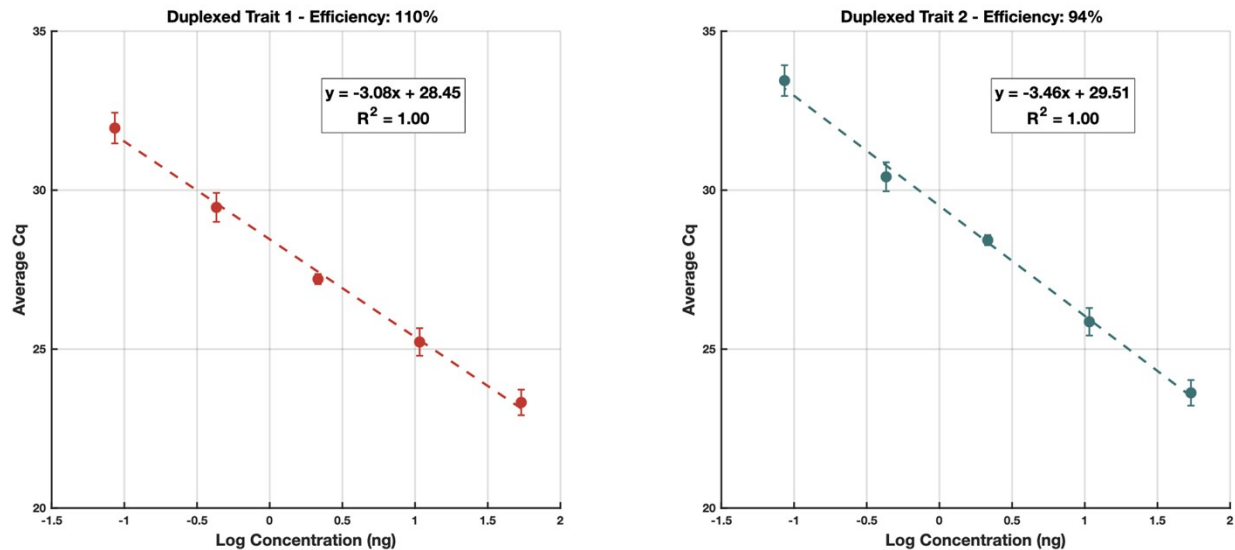 Duplexed Trait 1 - Efficiency: 110%
35
30
25
20
Average Cq
y = -3.08x + 28.45
R² = 1.00
-1.5 -1 -0.5 0 0.5 1 1.5 2
Log Concentration (ng)
Duplexed Trait 2 - Efficiency: 94%
35
30
25
20
Average Cq
y = -3.46x + 29.51
R² = 1.00
-1.5 -1 -0.5 0 0.5 1 1.5 2
Log Concentration (ng)